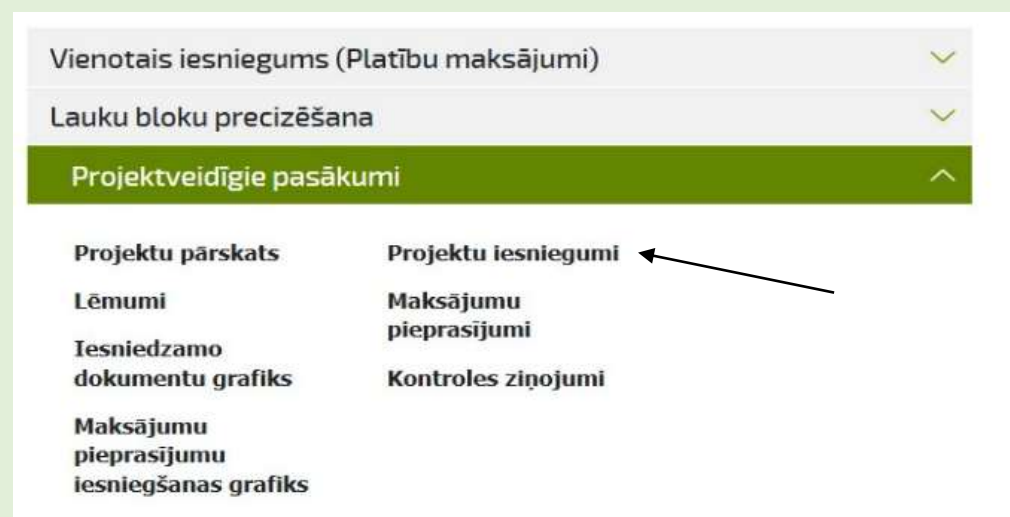 Vienotais iesniegums (Platību maksājumi)
Lauku bloku precizēšana
Projektveidīgie pasākumi
Projektu pārskats
Lēmumi
Iesniedzamo
dokumentu grafiks
Maksājumu
pieprasījumu
iesniegšanas grafiks
Projektu iesniegumi
Maksājumu
pieprasījumi
Kontroles ziņojumi